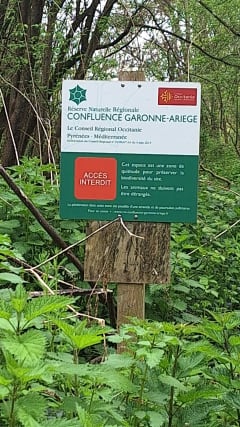 Réserve Naturelle Régionale
CONFLUENCE GARONNE-ARIEGE
Le Conseil Régional Occitanie
Pyrénées - Méditerranée
Occitanie
ACCÈS
INTERDIT
Cet espace est une zone de
quiétude pour préserver la
biodiversité du site.
Les animaux ne doivent pas
être dérangés.